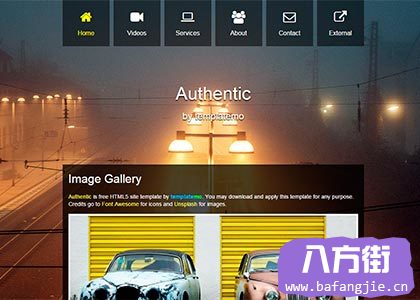 Home Videos Services About Contact External
Authentic
by templatemo
Image Gallery
Authentic is free HTML5 site template by templatemo. You may download and apply this template for any purpose.
Credits go to Font Awesome for icons and Unsplash for images.
八方街
www.bafangjie.cn